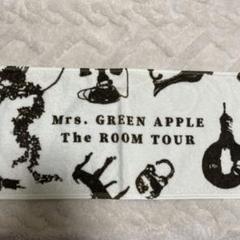 Mrs. GREEN APPLE
The ROOM TOUR